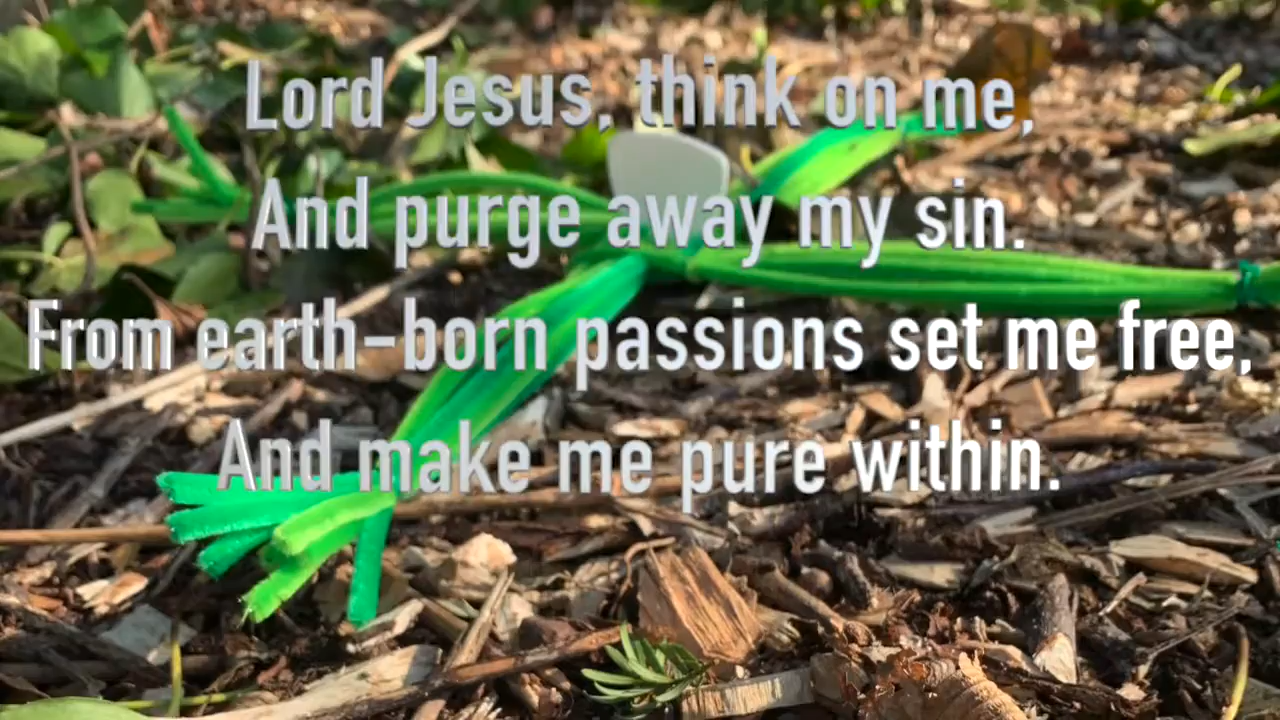 Lord Jesus, think on me,
And purge away my sin.
From earth-born passions set me free,
And make me pure within.